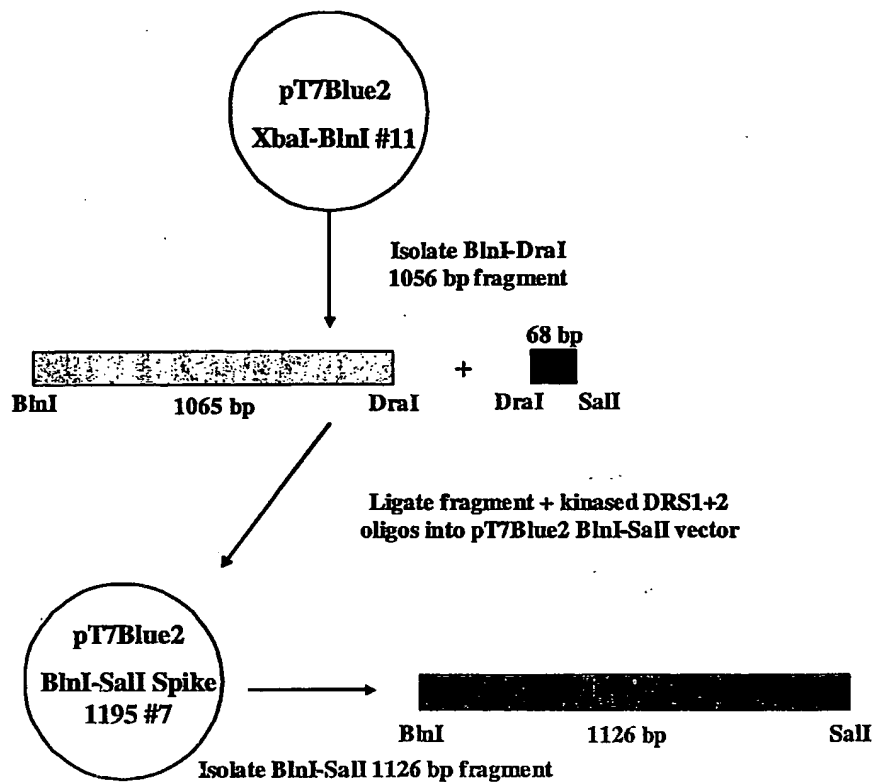 pT7Blue2
XbaI-BlnI #11
Isolate BlnI-DraI
1056 bp fragment
68 bp
+
BlnI
1065 bp
DraI
DraI
SalI
Ligate fragment + kinased DRS1+2
oligos into pT7Blue2 BlnI-SalI vector
pT7Blue2
BlnI-SalI Spike
1195 #7
BlnI
1126 bp
SalI
Isolate BlnI-SalI 1126 bp fragment